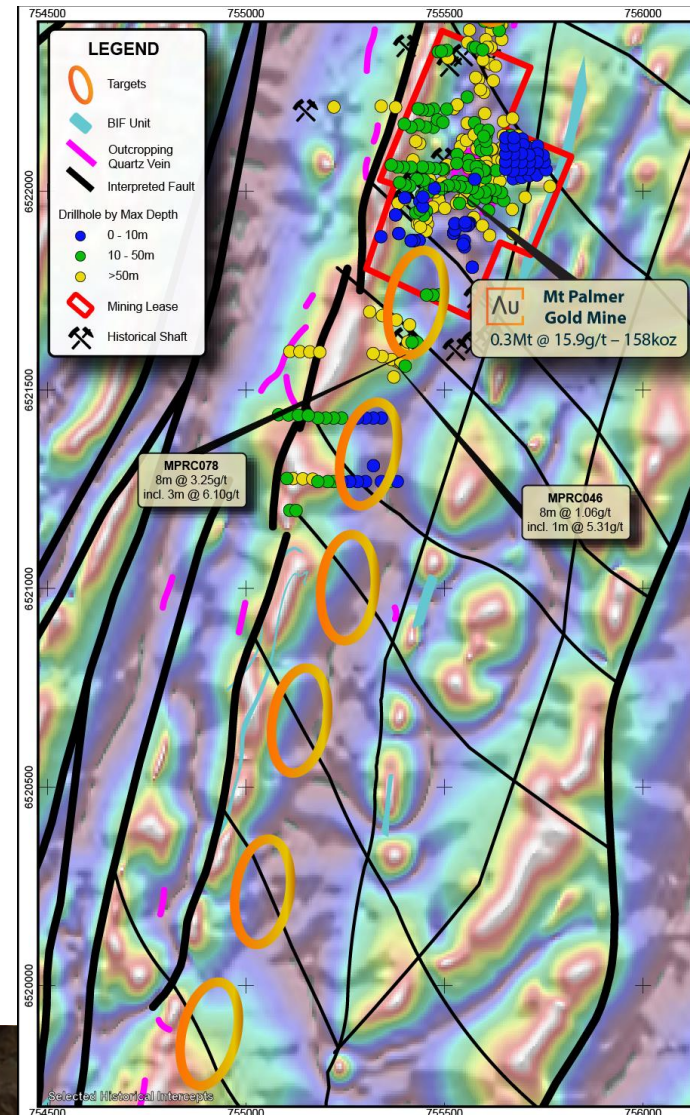 754500
755000
755500
756000
LEGEND
Targets
BIF Unit
Outcropping
Quartz Vein
Interpreted Fault
Drillhole by Max Depth
0 - 10m
10 - 50m
>50m
Mining Lease
Historical Shaft
6522000
Au
Mt Palmer
Gold Mine
0.3Mt @ 15.9g/t – 158koz
6521500
MPRC078
8m @ 3.25g/t
incl. 3m @ 6.10g/t
MPRC046
8m @ 1.06g/t
incl. 1m @ 5.31g/t
6521000
6520500
6520000
Selected Historical Intercepts
754500
755000
755500
756000